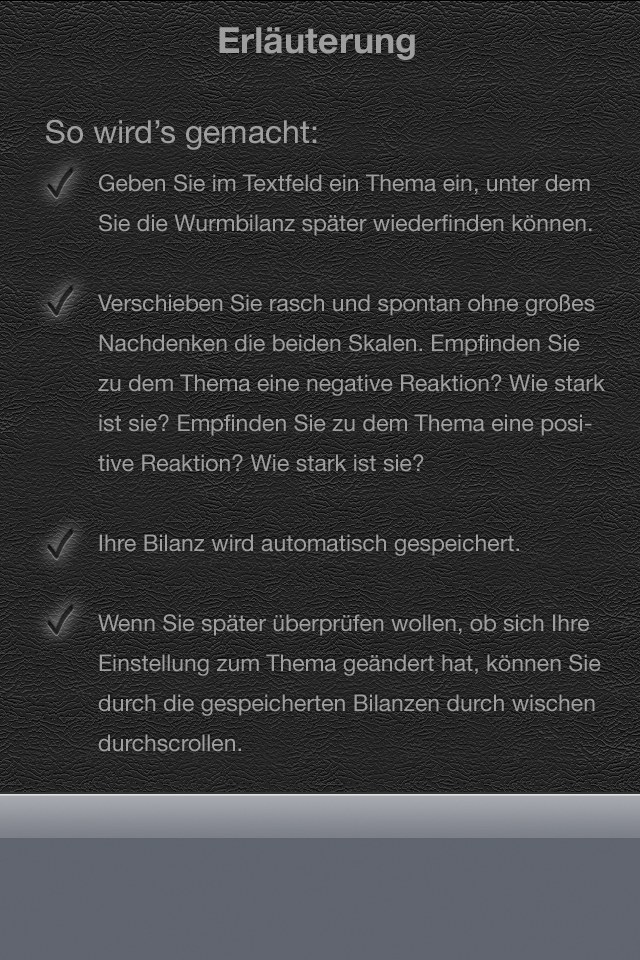 Erläuterung
So wird’s gemacht:
Geben Sie im Textfeld ein Thema ein, unter dem
Sie die Wurmbilanz später wiederfinden können.
Verschieben Sie rasch und spontan ohne großes
Nachdenken die beiden Skalen. Empfinden Sie
zu dem Thema eine negative Reaktion? Wie stark
ist sie? Empfinden Sie zu dem Thema eine posi-
tive Reaktion? Wie stark ist sie?
Ihre Bilanz wird automatisch gespeichert.
Wenn Sie später überprüfen wollen, ob sich Ihre
Einstellung zum Thema geändert hat, können Sie
durch die gespeicherten Bilanzen durch wischen
durchscrollen.